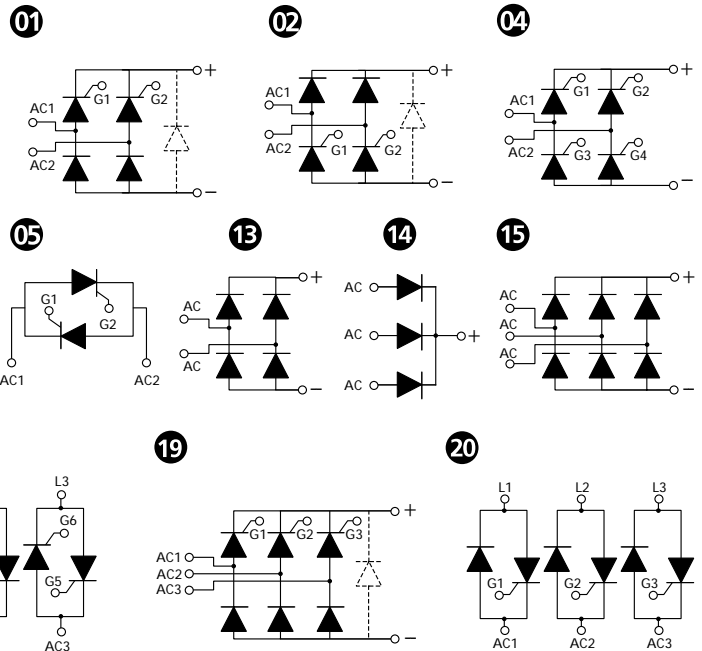 01
02
04
+
G1
G2
AC1
AC2
−
+
AC1
AC2
G1
G2
−
+
G1
G2
AC1
AC2
G3
G4
−
05
13
14
15
G1
G2
AC1
AC2
+
AC
AC
−
AC
AC
AC
+
+
AC
AC
AC
−
19
20
L3
G6
G5
AC3
+
G1
G2
G3
AC1
AC2
AC3
−
L1
L2
L3
G1
G2
G3
AC1
AC2
AC3